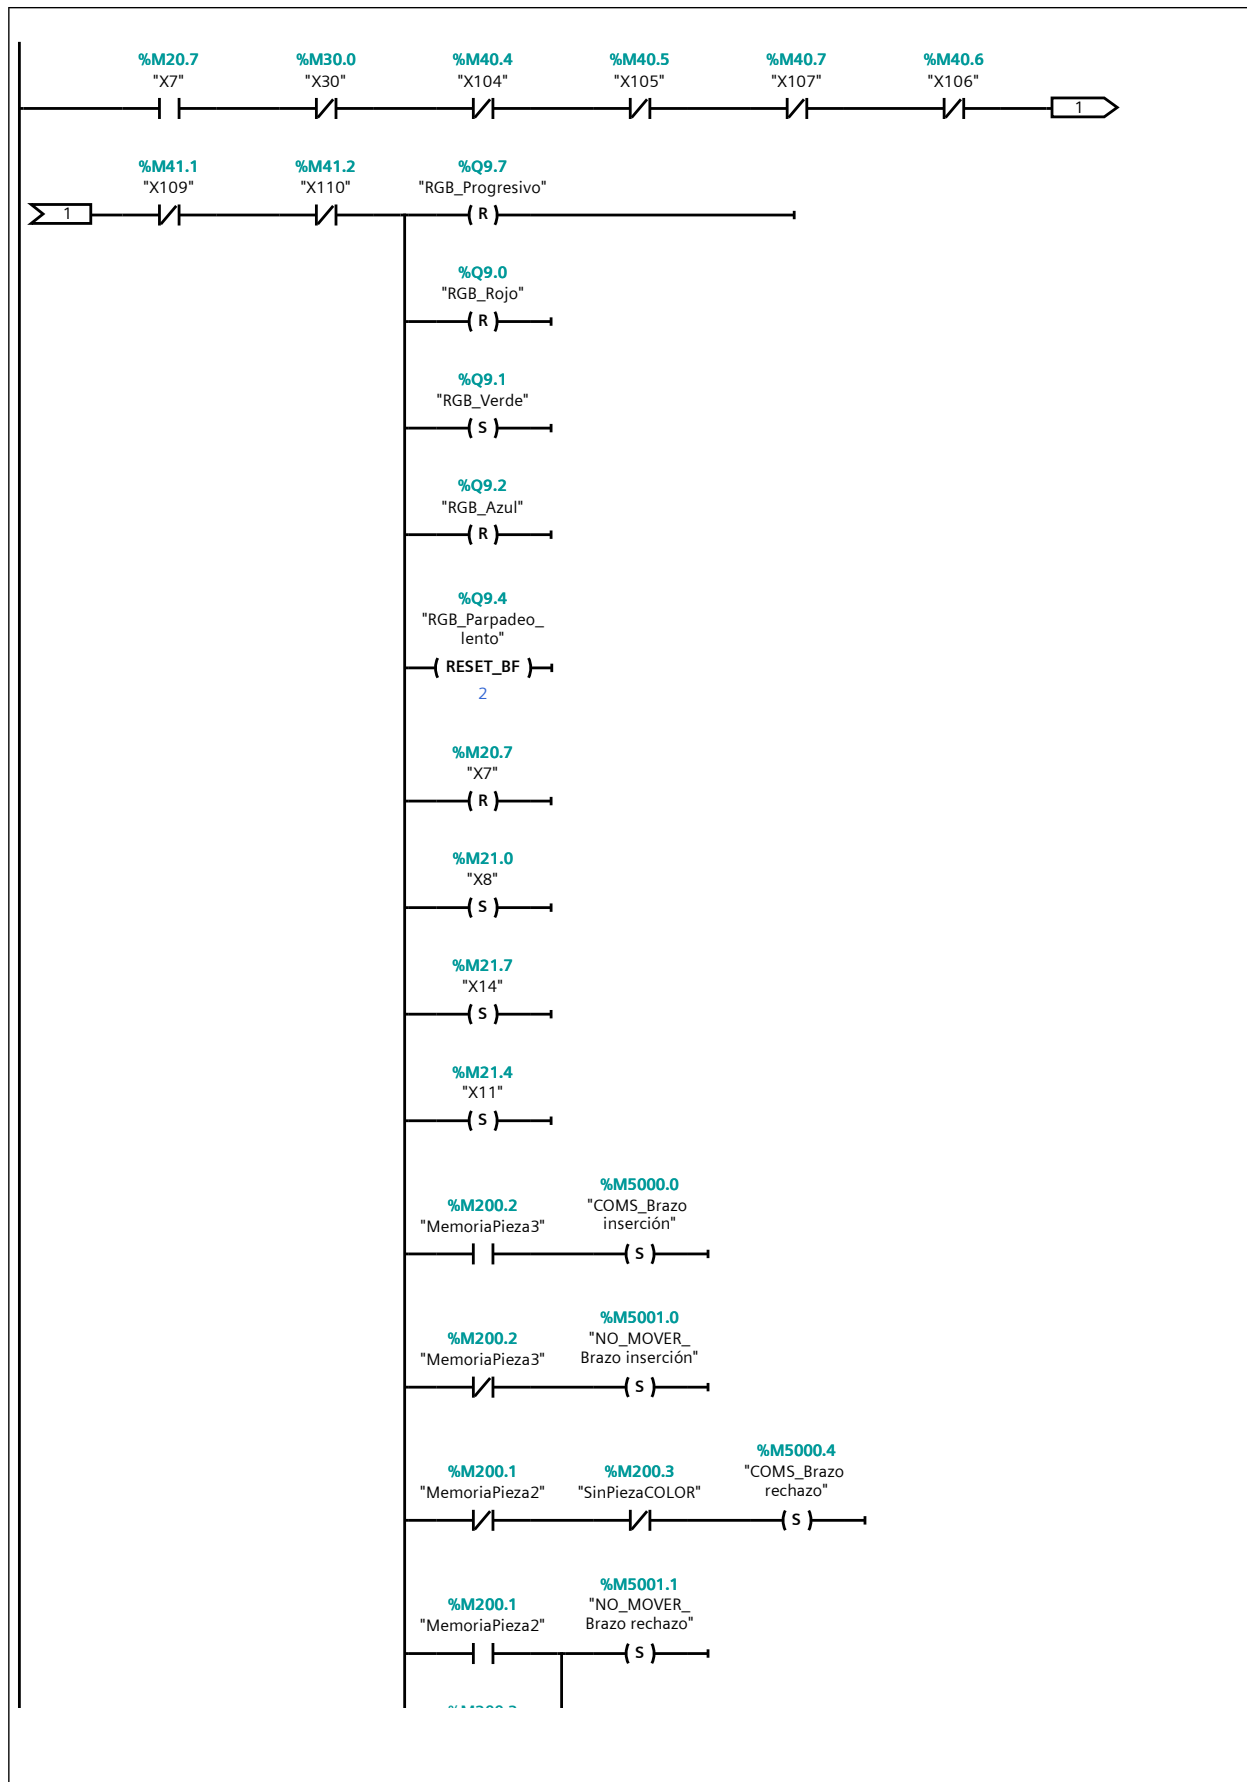 %M20.7 %M30.0 %M40.4 %M40.5 %M40.7 %M40.6
"X7" "X30" "X104" "X105" "X107" "X106"
1
%M41.1 %M41.2 %Q9.7
"X109" "X110" "RGB_Progresivo"
1 R
%Q9.0
"RGB_Rojo"
R
%Q9.1
"RGB_Verde"
S
%Q9.2
"RGB_Azul"
R
%Q9.4
"RGB_Parpadeo_
lento"
RESET_BF
2
%M20.7
"X7"
R
%M21.0
"X8"
S
%M21.7
"X14"
S
%M21.4
"X11"
S
%M5000.0
%M200.2 "COMS_Brazo
"MemoriaPieza3" inserción"
S
%M5001.0
%M200.2 "NO_MOVER_
"MemoriaPieza3" Brazo inserción"
S
%M5000.4
%M200.1 %M200.3 "COMS_Brazo
"MemoriaPieza2" "SinPiezaCOLOR" rechazo"
S
%M5001.1
%M200.1 "NO_MOVER_
"MemoriaPieza2" Brazo rechazo"
S